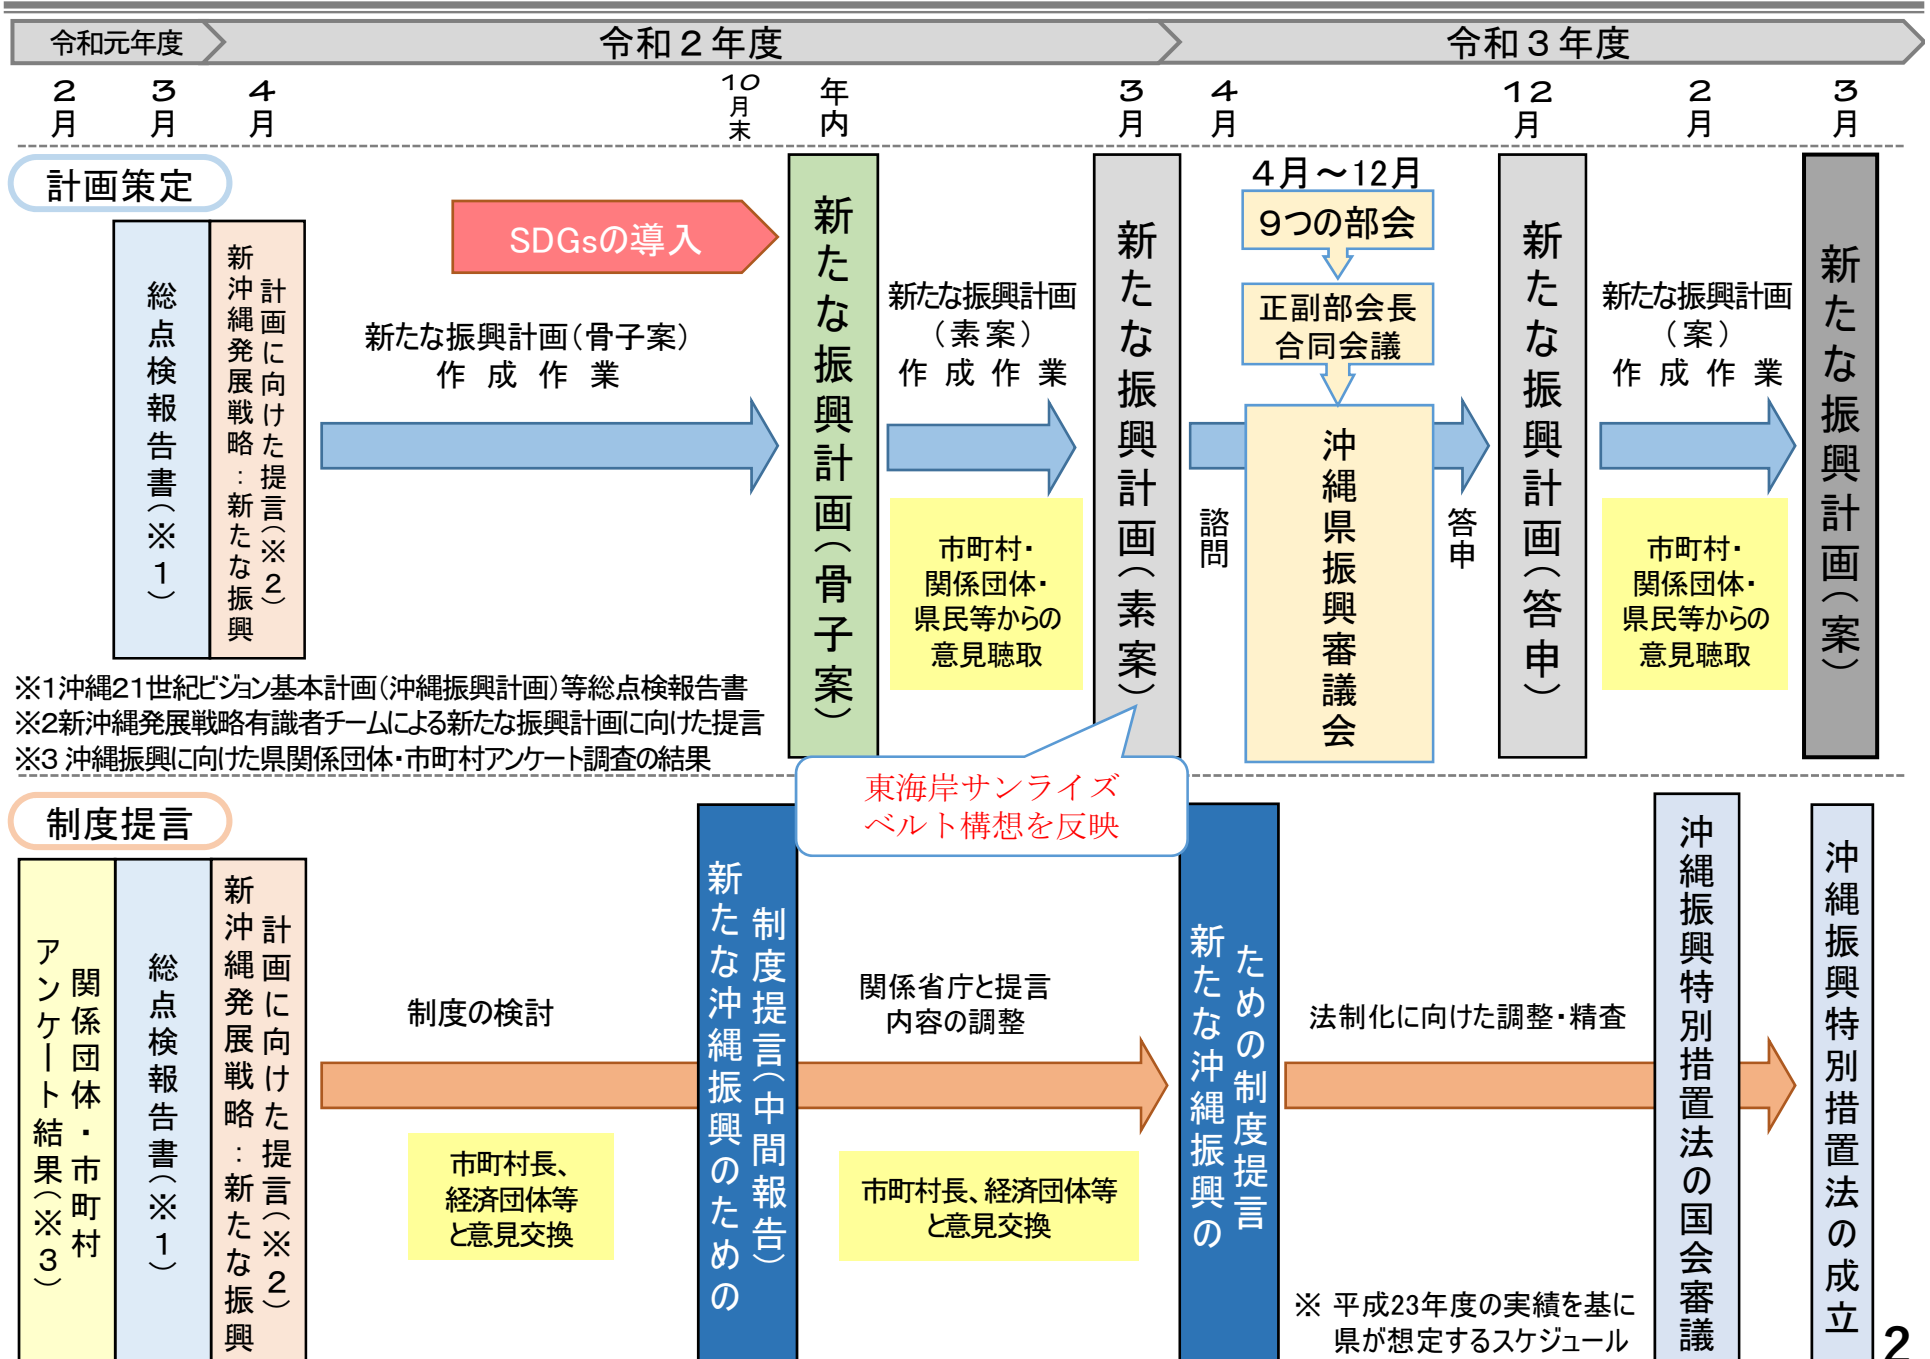 令和元年度
令和2年度
令和3年度
2月
3月
4月
10月末
年内
3月
4月
12月
2月
3月
計画策定
総点検報告書(※1)
新沖縄発展戦略:新たな振興
計画に向けた提言(※2)
SDGsの導入
新たな振興計画(骨子案)
作成作業
新たな振興計画(骨子案)
新たな振興計画
(素案)
作成作業
市町村・
関係団体・
県民等からの
意見聴取
新たな振興計画(素案)
4月~12月
9つの部会
正副部会長
合同会議
諮問
沖縄県振興審議会
答申
新たな振興計画(答申)
新たな振興計画
(案)
作成作業
市町村・
関係団体・
県民等からの
意見聴取
新たな振興計画(案)
※1沖縄21世紀ビジョン基本計画(沖縄振興計画)等総点検報告書
※2新沖縄発展戦略有識者チームによる新たな振興計画に向けた提言
※3 沖縄振興に向けた県関係団体・市町村アンケート調査の結果
東海岸サンライズ
ベルト構想を反映
制度提言
関係団体・市町村
アンケート結果(※3)
総点検報告書(※1)
新沖縄発展戦略:新たな振興
計画に向けた提言(※2)
制度の検討
市町村長、
経済団体等
と意見交換
新たな沖縄振興のための
制度提言(中間報告)
関係省庁と提言
内容の調整
市町村長、経済団体等
と意見交換
新たな沖縄振興の
ための制度提言
法制化に向けた調整・精査
※ 平成23年度の実績を基に
県が想定するスケジュール
沖縄振興特別措置法の国会審議
沖縄振興特別措置法の成立
2